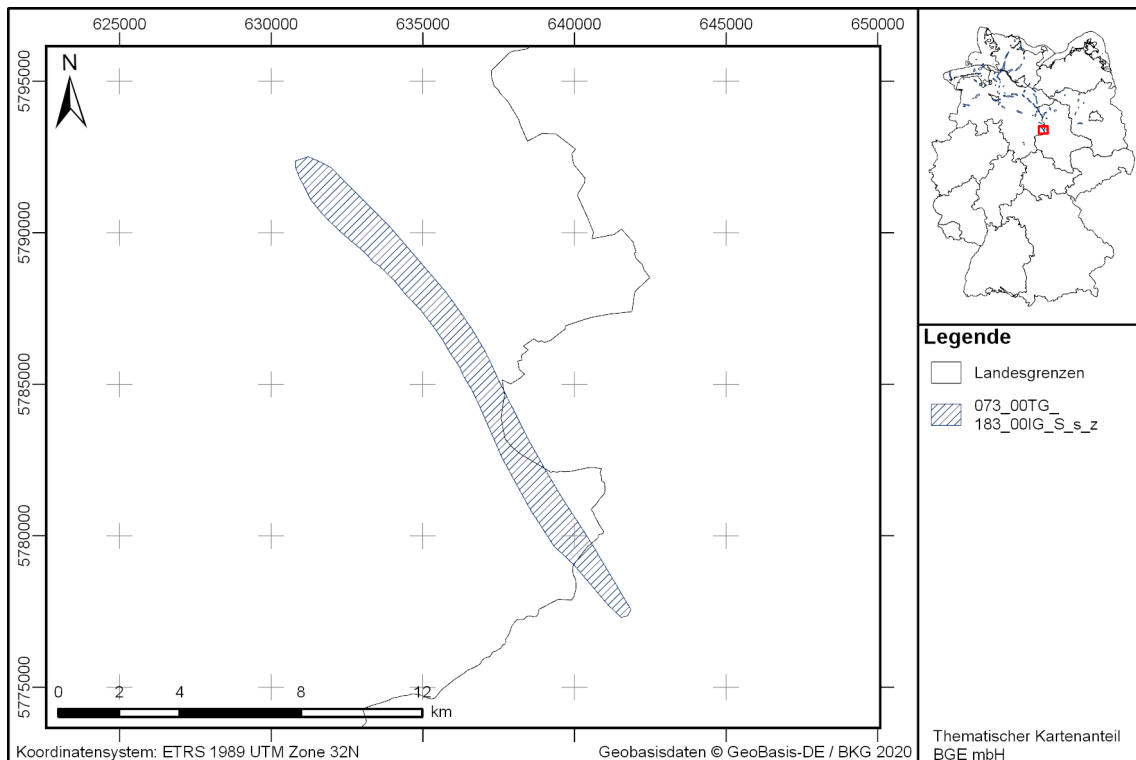 625000 630000 635000 640000 645000 650000
5795000
5790000
5785000
5780000
5775000
N
0 2 4 8 12
km
Koordinatensystem: ETRS 1989 UTM Zone 32N
Geobasisdaten © GeoBasis-DE / BKG 2020
Legende
Landesgrenzen
073_00TG_
183_00IG_S_s_z
Thematischer Kartenanteil
BGE mbH